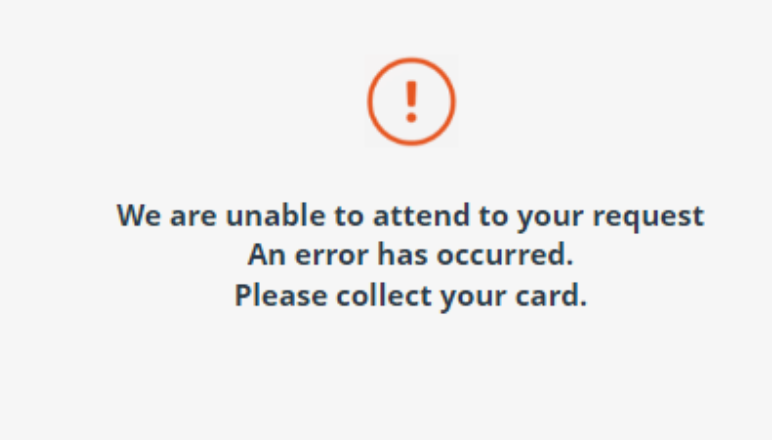 We are unable to attend to your request
An error has occurred.
Please collect your card.